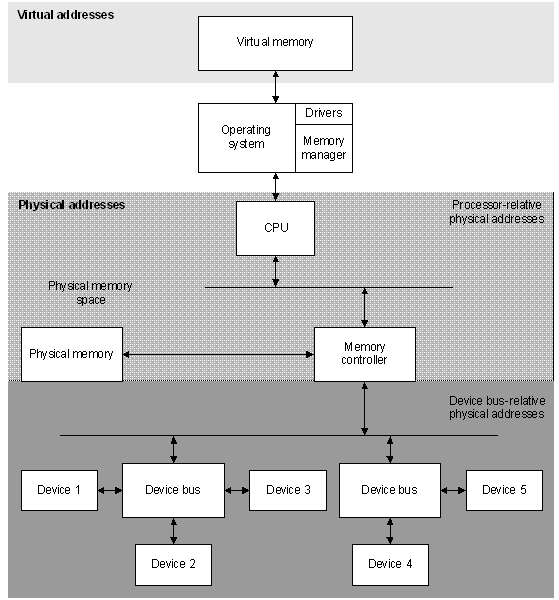 Virtual addresses
Virtual memory
Operating
system
Drivers
Memory
manager
Physical addresses
Processor-relative
physical addresses
CPU
Physical memory
space
Physical memory
Memory
controller
Device bus-relative
physical addresses
Device 1
Device bus
Device 3
Device bus
Device 5
Device 2
Device 4